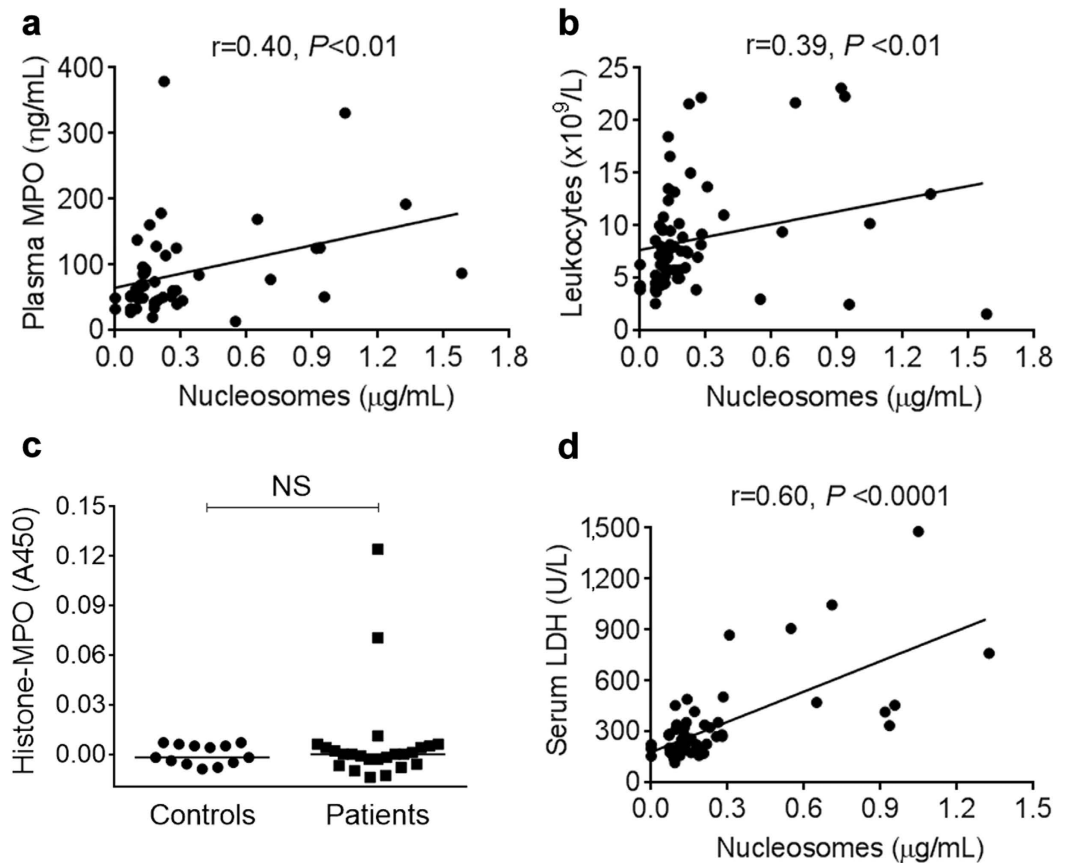 a
r=0.40, P<0.01
Plasma MPO (ηg/mL)
400
300
200
100
0
0.0 0.3 0.6 0.9 1.2 1.5 1.8
Nucleosomes (μg/mL)
b
r=0.39, P <0.01
Leukocytes (x10⁹/L)
25
20
15
10
5
0
0.0 0.3 0.6 0.9 1.2 1.5 1.8
Nucleosomes (μg/mL)
c
NS
Histone-MPO (A450)
0.15
0.12
0.09
0.06
0.03
0.00
Controls Patients
d
r=0.60, P <0.0001
Serum LDH (U/L)
1,500
1,200
900
600
300
0
0.0 0.3 0.6 0.9 1.2 1.5
Nucleosomes (μg/mL)